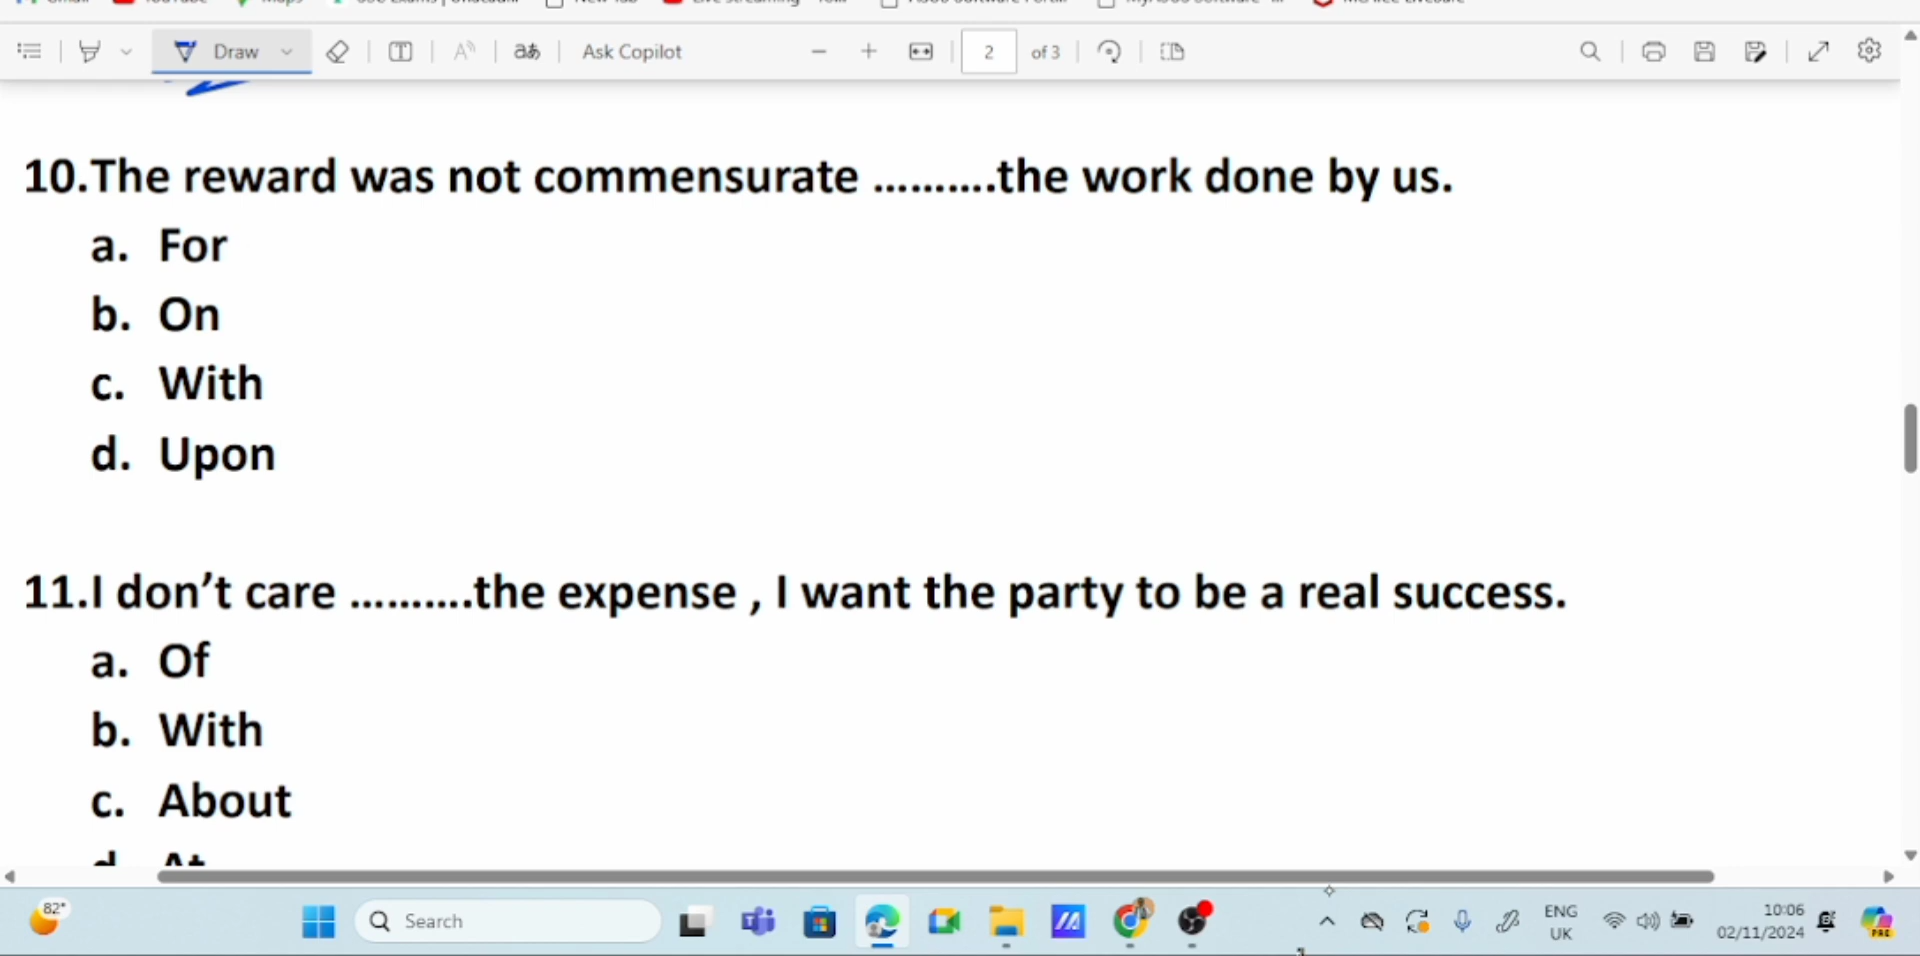 Draw
Ask Copilot
2
of 3
10.The reward was not commensurate ..........the work done by us.
a. For
b. On
c. With
d. Upon
11.I don’t care ..........the expense , I want the party to be a real success.
a. Of
b. With
c. About
d. At
82°
Search
ENG
UK
10:06
02/11/2024